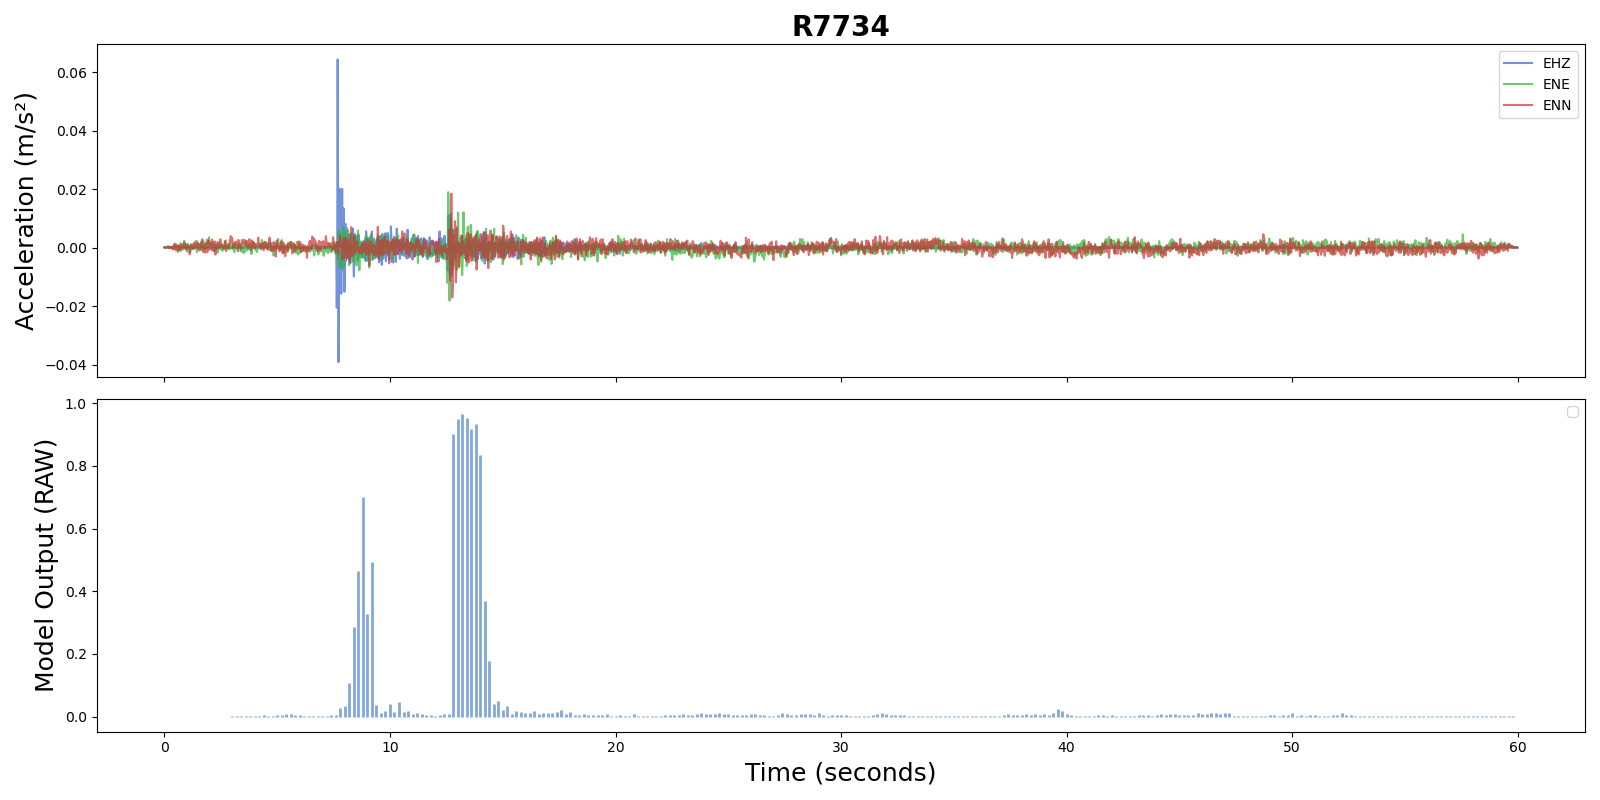 R7734
Acceleration (m/s²)
0.06
0.04
0.02
0.00
−0.02
−0.04
EHZ
ENE
ENN
Model Output (RAW)
1.0
0.8
0.6
0.4
0.2
0.0
0 10 20 30 40 50 60
Time (seconds)